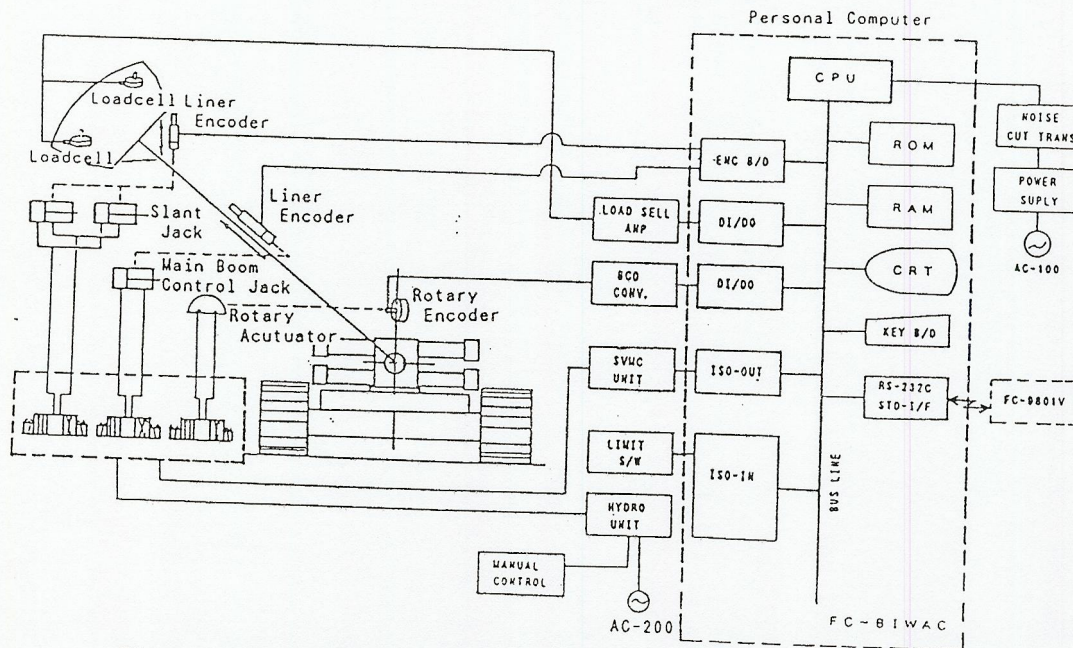 Personal Computer
CPU
Loadcell
Liner
Encoder
Loadcell
NOISE
CUT TRANS
ROM
ENC B/D
POWER
SUPLY
RAM
Liner
Encoder
Slant
Jack
LOAD SELL
AMP
DI/DO
AC-100
CRT
Main Boom
Control Jack
BCD
CONV.
DI/DO
Rotary
Encoder
Rotary
Acutuator
KEY B/D
SVMC
UNIT
ISO-OUT
RS-232C
STD-I/F
FC-9801V
LIMIT
S/W
ISO-IN
BUS LINE
HYDRO
UNIT
MANUAL
CONTROL
AC-200
FC-BIWAC